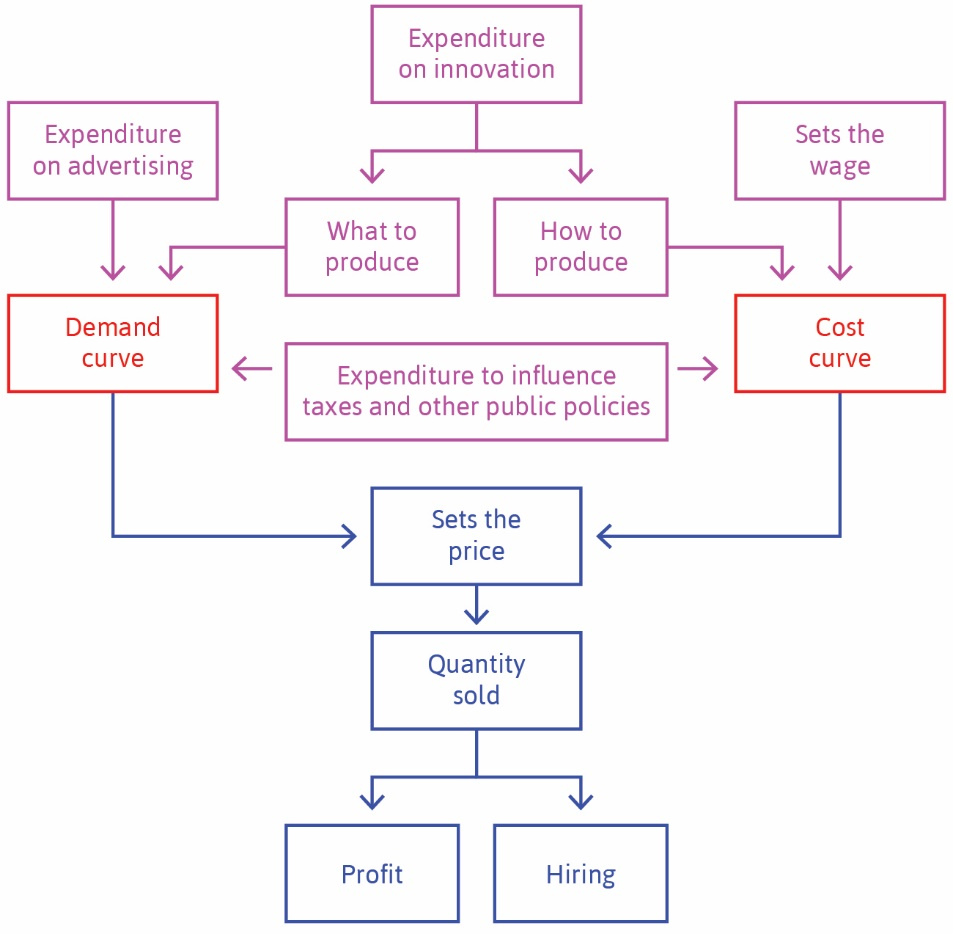 Expenditure
on innovation
Expenditure
on advertising
Sets the
wage
What to
produce
How to
produce
Demand
curve
Cost
curve
Expenditure to influence
taxes and other public policies
Sets the
price
Quantity
sold
Profit
Hiring